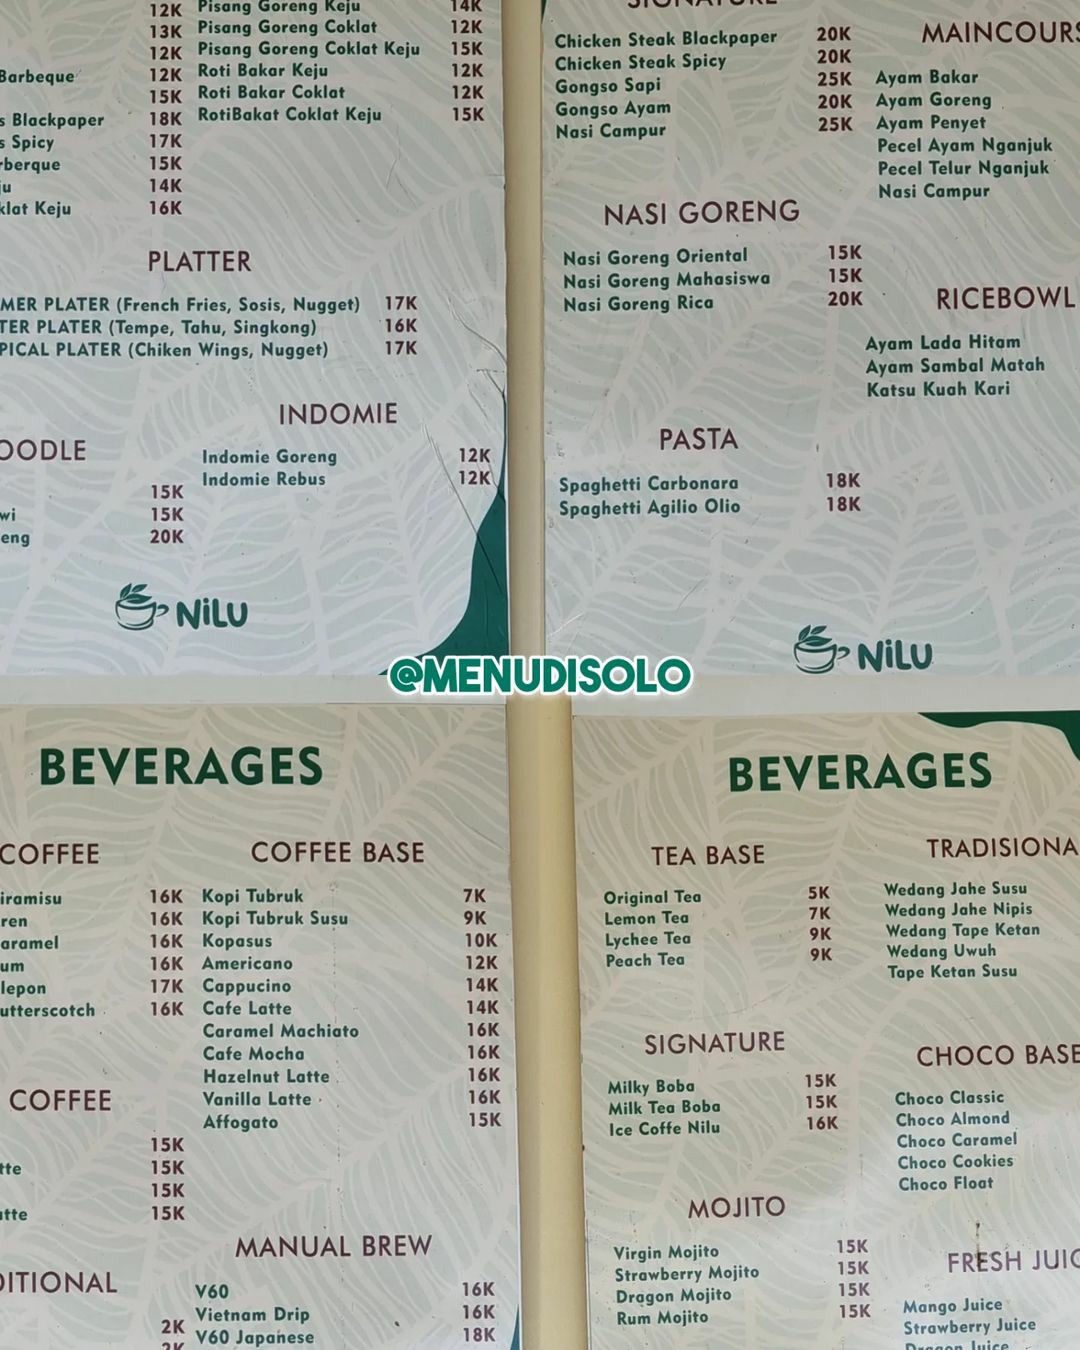 12K
13K
12K
Barbeque 12K
15K
s Blackpaper 18K
s Spicy 17K
rberque 15K
ju 14K
klat Keju 16K
Pisang Goreng Keju 14K
Pisang Goreng Coklat 12K
Pisang Goreng Coklat Keju 15K
Roti Bakar Keju 12K
Roti Bakar Coklat 12K
RotiBakat Coklat Keju 15K
PLATTER
MER PLATER (French Fries, Sosis, Nugget) 17K
TER PLATER (Tempe, Tahu, Singkong) 16K
PICAL PLATER (Chiken Wings, Nugget) 17K
OODLE
15K
wi 15K
eng 20K
INDOMIE
Indomie Goreng 12K
Indomie Rebus 12K
NiLU
SIGNATURE
Chicken Steak Blackpaper 20K
Chicken Steak Spicy 20K
Gongso Sapi 25K
Gongso Ayam 20K
Nasi Campur 25K
NASI GORENG
Nasi Goreng Oriental 15K
Nasi Goreng Mahasiswa 15K
Nasi Goreng Rica 20K
PASTA
Spaghetti Carbonara 18K
Spaghetti Agilio Olio 18K
MAINCOURS
Ayam Bakar
Ayam Goreng
Ayam Penyet
Pecel Ayam Nganjuk
Pecel Telur Nganjuk
Nasi Campur
RICEBOWL
Ayam Lada Hitam
Ayam Sambal Matah
Katsu Kuah Kari
NiLU
@MENUDISOLO
BEVERAGES
COFFEE
iramisu 16K
ren 16K
aramel 16K
um 16K
lepon 17K
utterscotch 16K
COFFEE
15K
tte 15K
15K
atte 15K
DITIONAL
2K
2K
COFFEE BASE
Kopi Tubruk 7K
Kopi Tubruk Susu 9K
Kopasus 10K
Americano 12K
Cappucino 14K
Cafe Latte 14K
Caramel Machiato 16K
Cafe Mocha 16K
Hazelnut Latte 16K
Vanilla Latte 16K
Affogato 15K
MANUAL BREW
V60 16K
Vietnam Drip 16K
V60 Japanese 18K
BEVERAGES
TEA BASE
Original Tea 5K
Lemon Tea 7K
Lychee Tea 9K
Peach Tea 9K
SIGNATURE
Milky Boba 15K
Milk Tea Boba 15K
Ice Coffe Nilu 16K
MOJITO
Virgin Mojito 15K
Strawberry Mojito 15K
Dragon Mojito 15K
Rum Mojito 15K
TRADISIONA
Wedang Jahe Susu
Wedang Jahe Nipis
Wedang Tape Ketan
Wedang Uwuh
Tape Ketan Susu
CHOCO BASE
Choco Classic
Choco Almond
Choco Caramel
Choco Cookies
Choco Float
FRESH JUIC
Mango Juice
Strawberry Juice
Dragon Juice